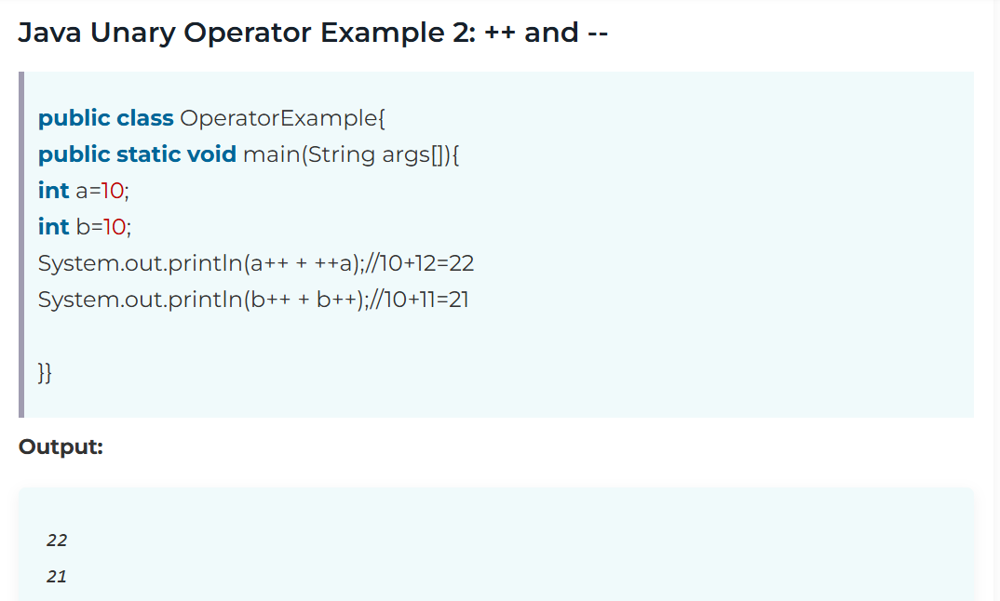 Java Unary Operator Example 2: ++ and --
public class OperatorExample{
public static void main(String args[]){
int a=10;
int b=10;
System.out.println(a++ + ++a);//10+12=22
System.out.println(b++ + b++);//10+11=21
}}
Output:
22
21